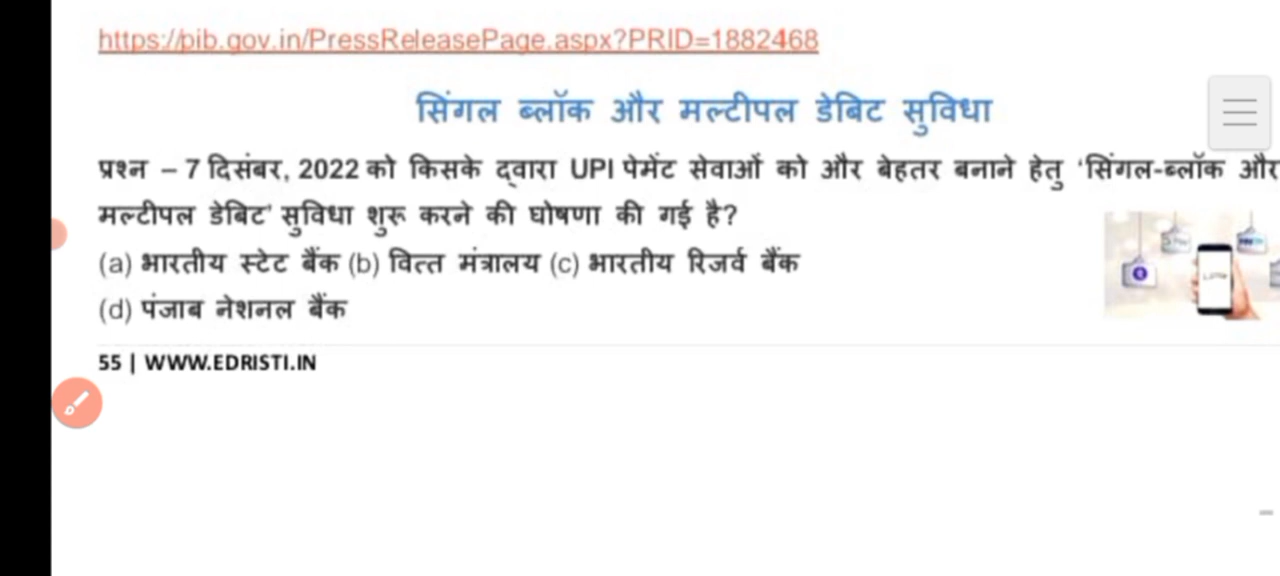 https://pib.gov.in/PressReleasePage.aspx?PRID=1882468
सिंगल ब्लॉक और मल्टीपल डेबिट सुविधा
प्रश्न – 7 दिसंबर, 2022 को किसके द्वारा UPI पेमेंट सेवाओं को और बेहतर बनाने हेतु ‘सिंगल-ब्लॉक और
मल्टीपल डेबिट’ सुविधा शुरू करने की घोषणा की गई है?
(a) भारतीय स्टेट बैंक (b) वित्त मंत्रालय (c) भारतीय रिजर्व बैंक
(d) पंजाब नेशनल बैंक
55 | WWW.EDRISTI.IN